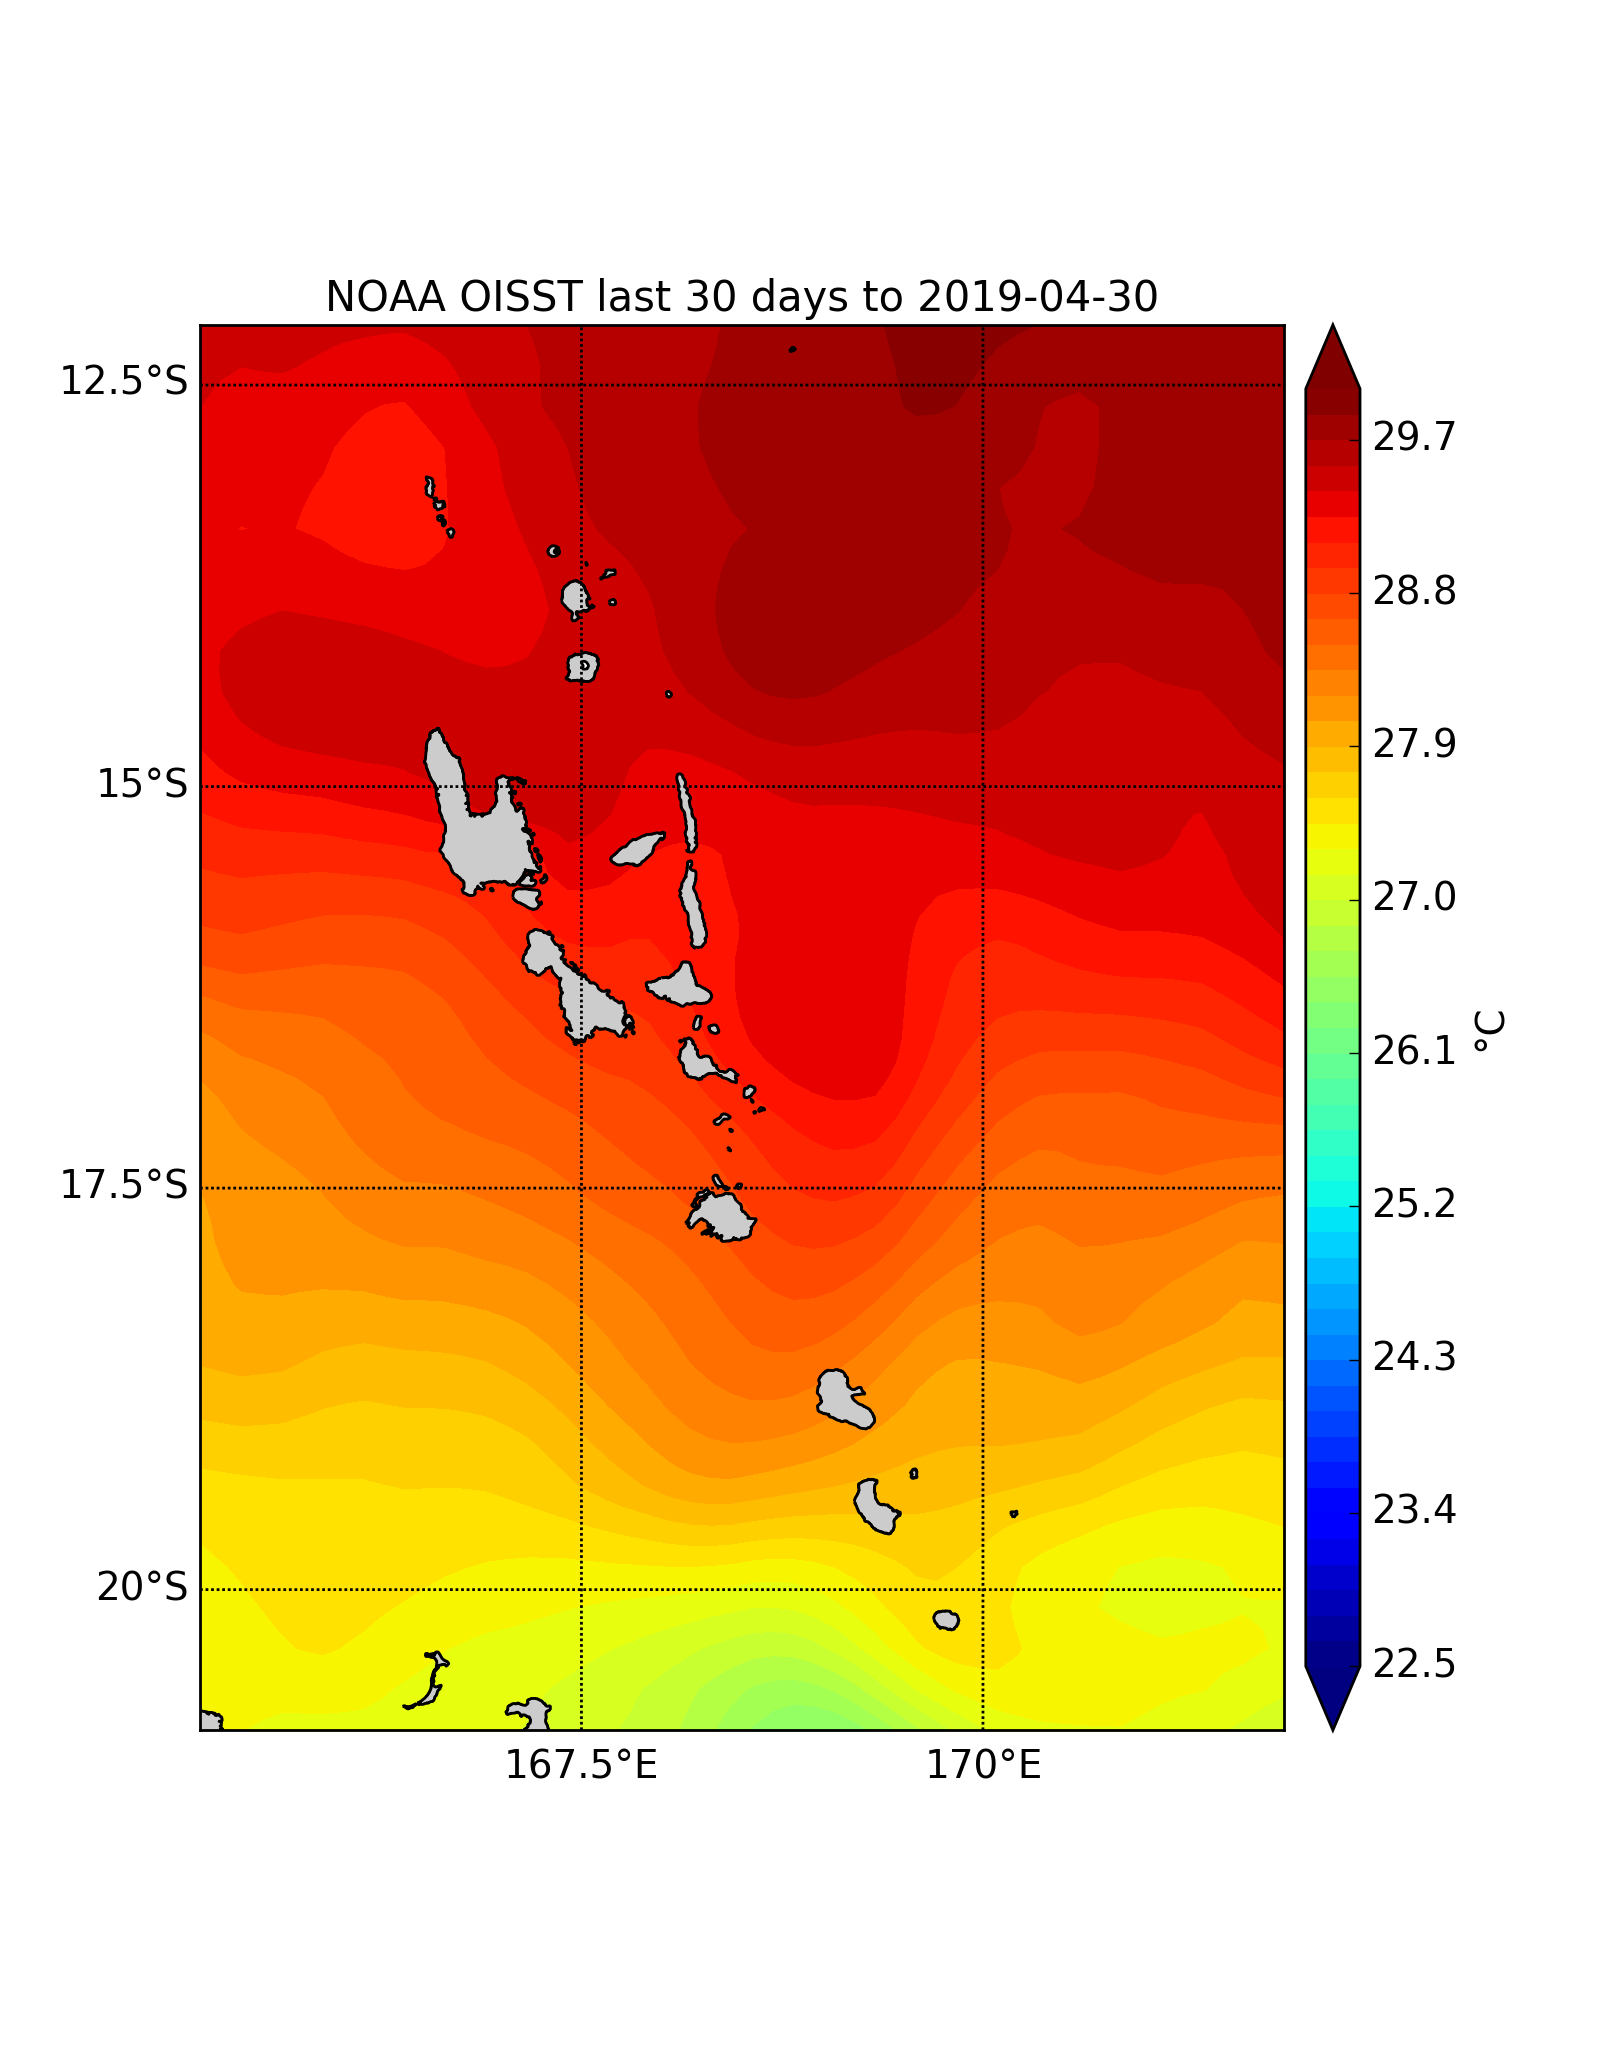 NOAA OISST last 30 days to 2019-04-30
12.5°S
15°S
17.5°S
20°S
167.5°E
170°E
29.7
28.8
27.9
27.0
26.1
25.2
24.3
23.4
22.5
°C